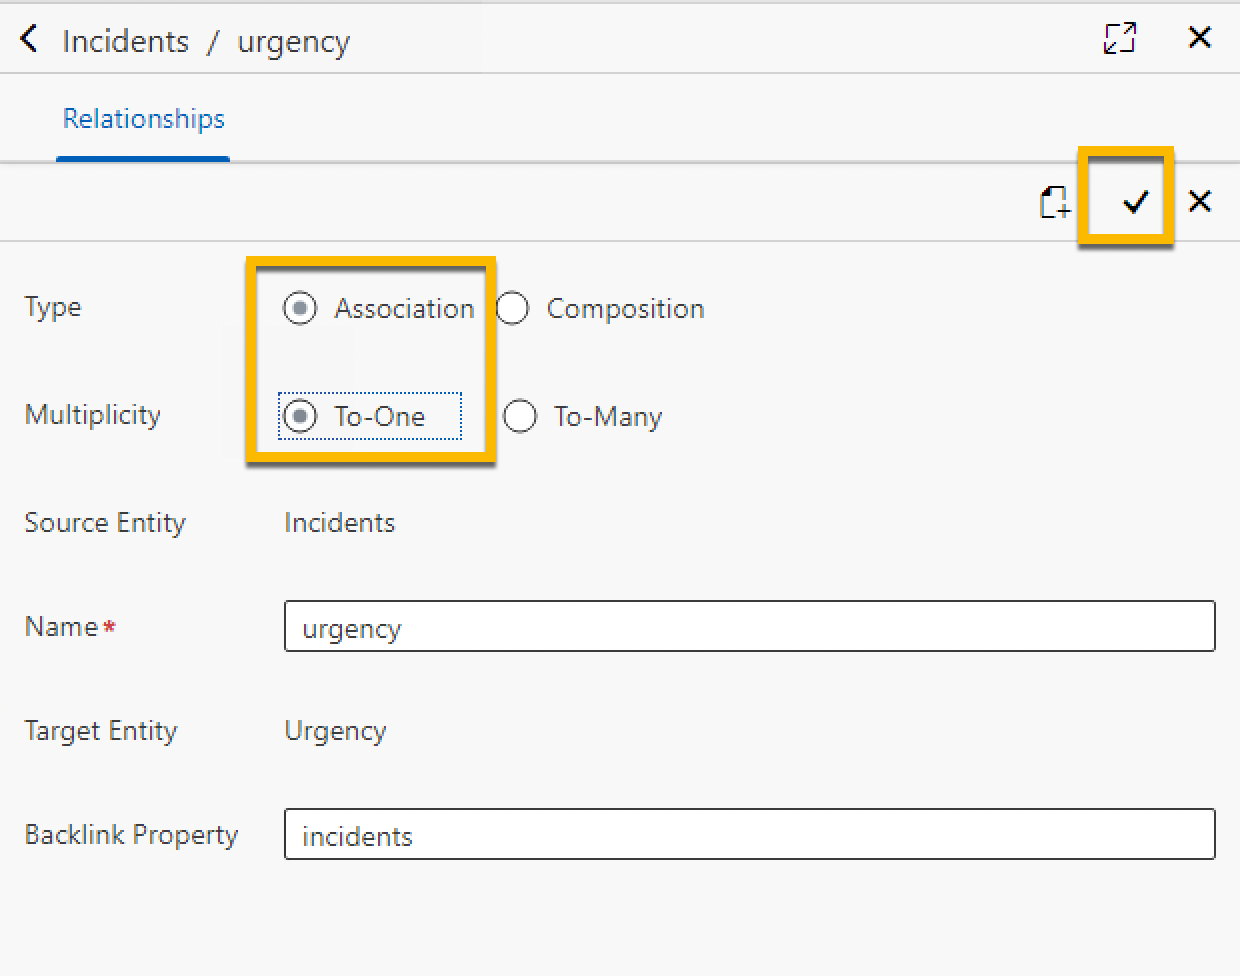 Incidents / urgency
Relationships
Type Association Composition
Multiplicity To-One To-Many
Source Entity Incidents
Name* urgency
Target Entity Urgency
Backlink Property incidents